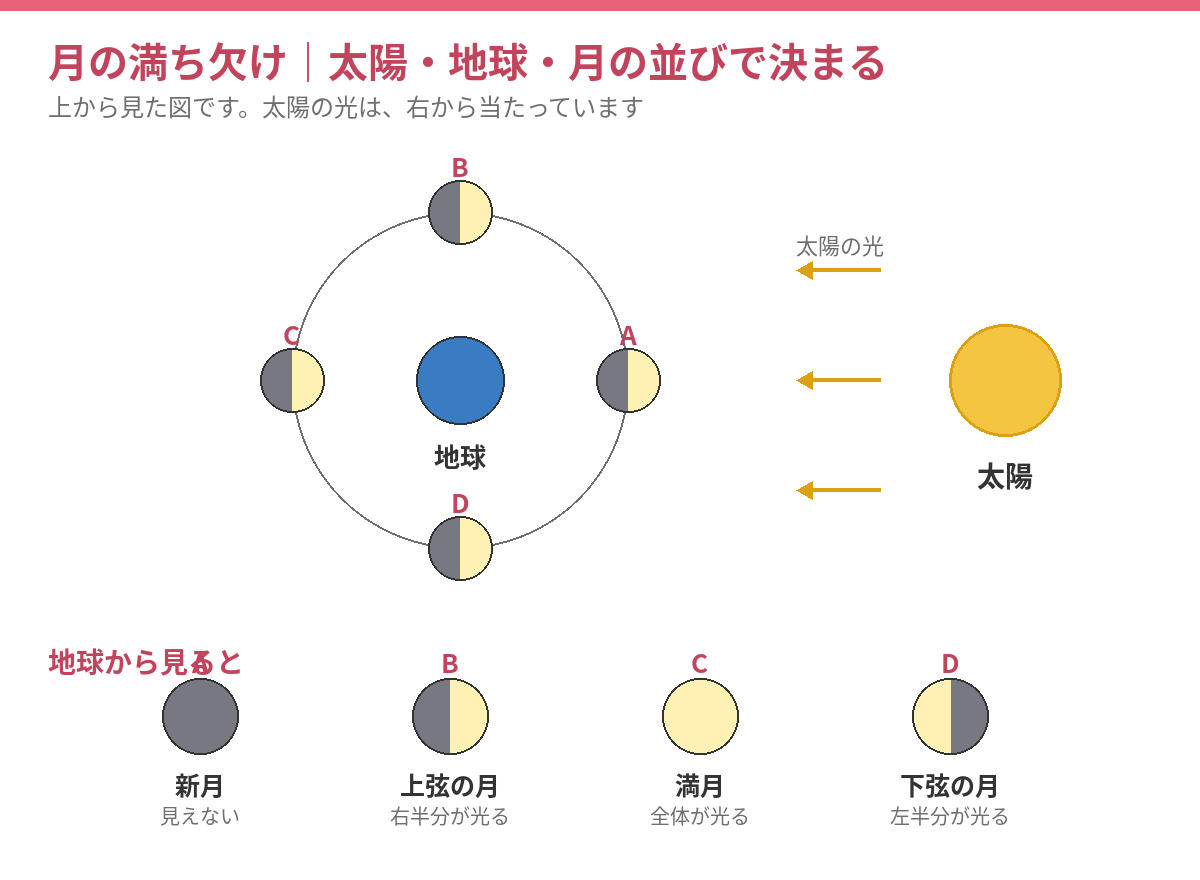 月の満ち欠け｜太陽・地球・月の並びで決まる
上から見た図です。太陽の光は、右から当たっています
B
太陽の光
C
A
地球
太陽
D
地球から見ると
A
B
C
D
新月
上弦の月
満月
下弦の月
見えない
右半分が光る
全体が光る
左半分が光る